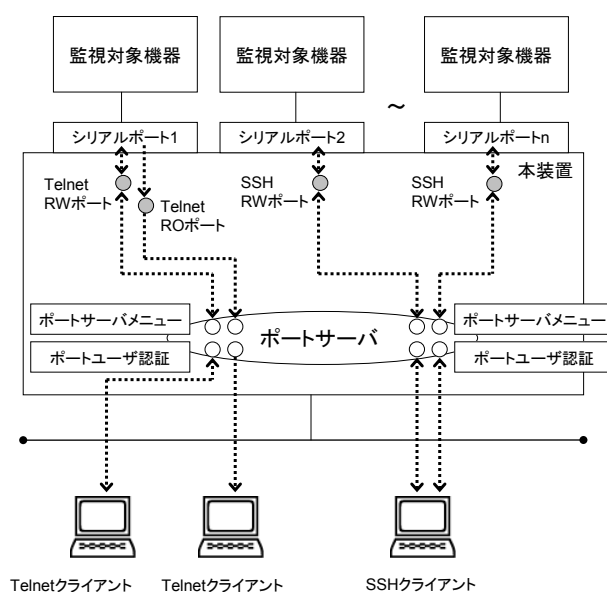 監視対象機器
監視対象機器
監視対象機器
~
シリアルポート1
シリアルポート2
シリアルポートn
本装置
Telnet
RWポート
Telnet
ROポート
SSH
RWポート
SSH
RWポート
ポートサーバメニュー
ポートサーバ
ポートサーバメニュー
ポートユーザ認証
ポートユーザ認証
Telnetクライアント
Telnetクライアント
SSHクライアント